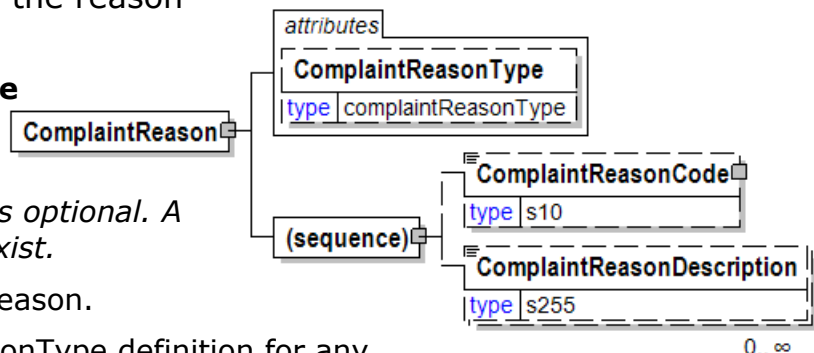 the reason
attributes
ComplaintReasonType
type complaintReasonType
ComplaintReason
ComplaintReasonCode
type s10
s optional. A
(sequence)
xist.
ComplaintReasonDescription
eason.
type s255
onType definition for any
0..∞